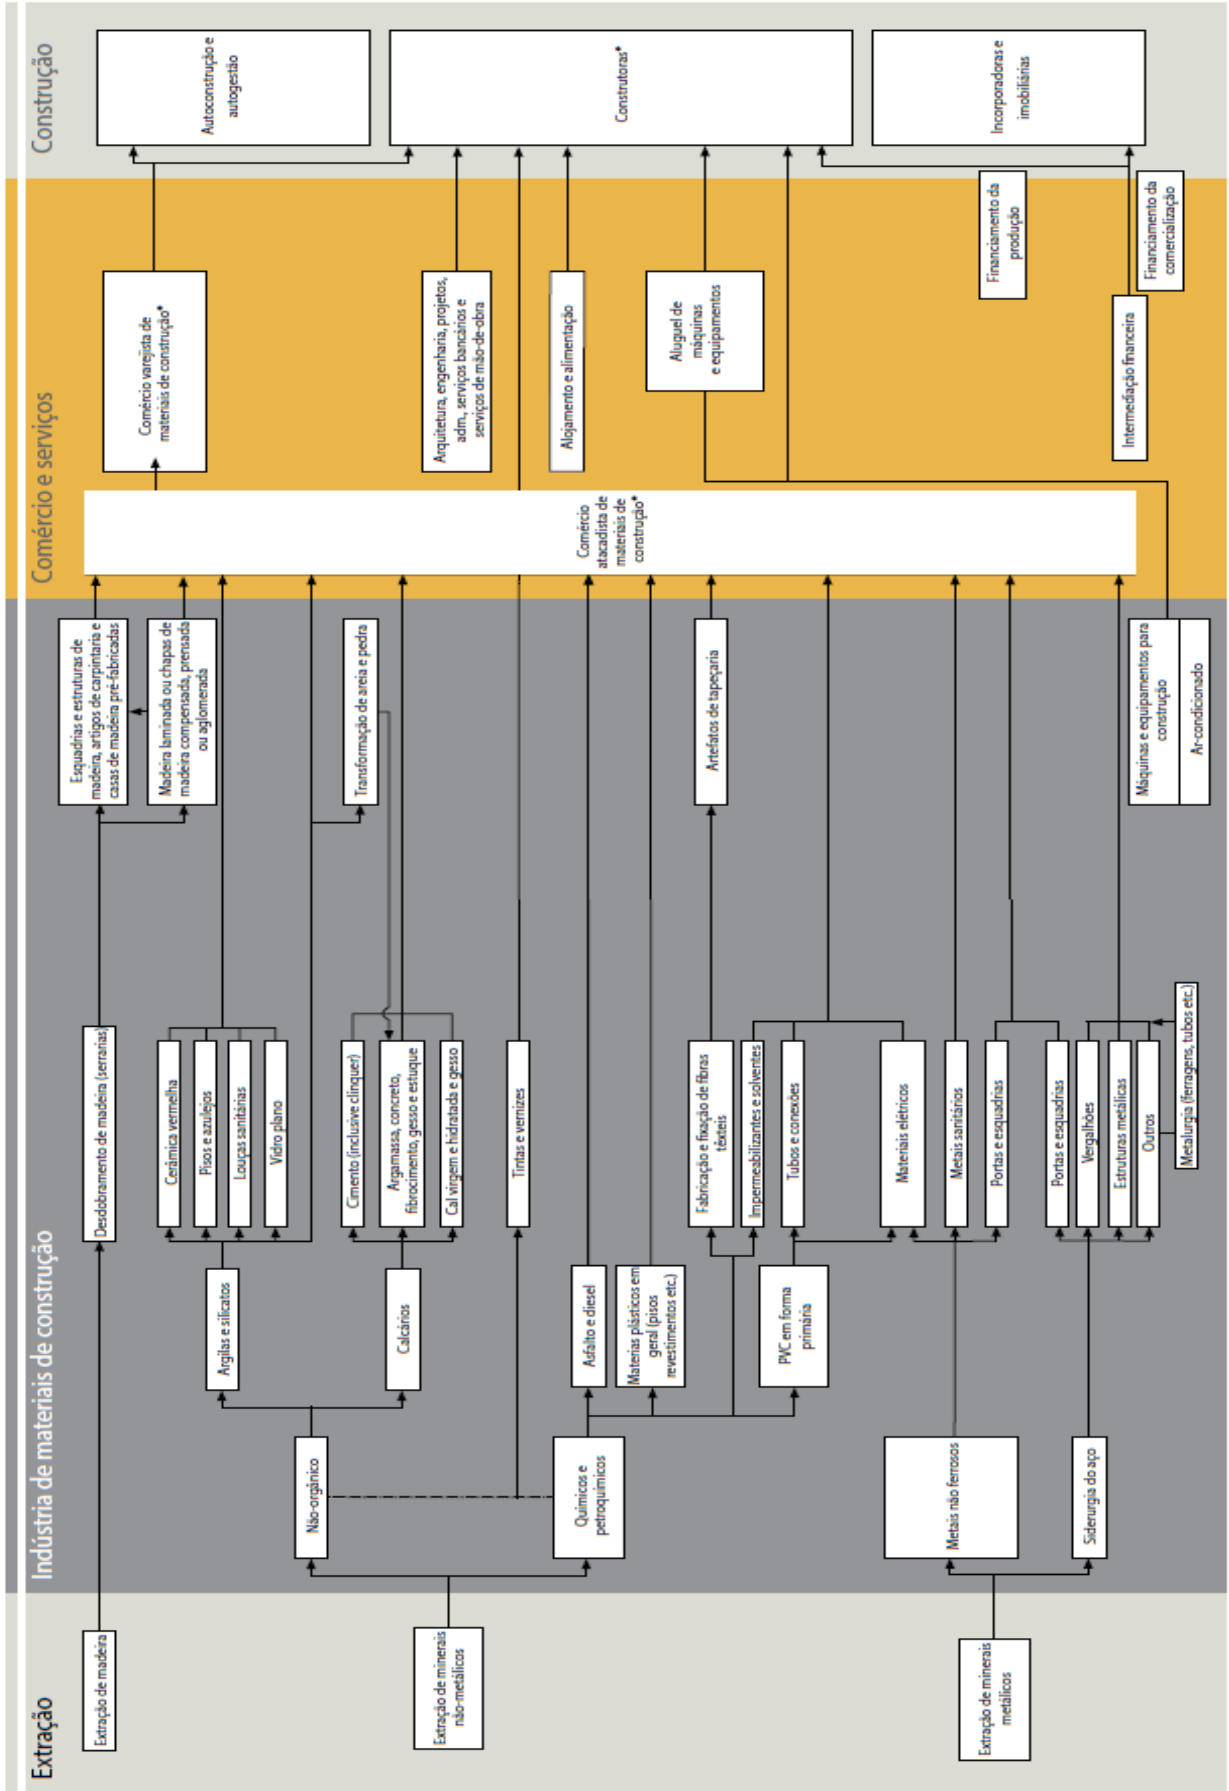 Extração
Indústria de materiais de construção
Comércio e serviços
Construção
Extração de madeira
Extração de minerais
não-metálicos
Extração de minerais
metálicos
Desdobramento de madeira (serrarias)
Esquadrias e estruturas de
madeira, artigos de carpintaria e
casas de madeira pré-fabricadas
Madeira laminada ou chapas de
madeira compensada, prensada
ou aglomerada
Não-orgânico
Argilas e silicatos
Cerâmica vermelha
Pisos e azulejos
Louças sanitárias
Vidro plano
Transformação de areia e pedra
Calcários
Cimento (inclusive clinquer)
Argamassa, concreto,
fibrocimento, gesso e estuque
Cal virgem e hidratada e gesso
Tintas e vernizes
Químicos e
petroquímicos
Asfalto e diesel
Materias plásticos em
geral (pisos
revestimentos etc.)
Fabricação e fixação de fibras
têxteis
Artefatos de tapeçaria
Impermeabilizantes e solventes
PVC em forma
primária
Tubos e conexões
Materiais elétricos
Metais não ferrosos
Metais sanitários
Portas e esquadrias
Siderurgia do aço
Portas e esquadrias
Vergalhões
Estruturas metálicas
Outros
Metalurgia (ferragens, tubos etc.)
Máquinas e equipamentos para
construção
Ar-condicionado
Comércio
atacadista de
materiais de
construção*
Comércio varejista de
materiais de construção*
Arquitetura, engenharia, projetos,
adm., serviços bancários e
serviços de mão-de-obra
Alojamento e alimentação
Aluguel de
máquinas
e equipamentos
Intermediação financeira
Financiamento da
produção
Financiamento da
comercialização
Autoconstrução e
autogestão
Construtoras*
Incorporadoras e
imobiliárias